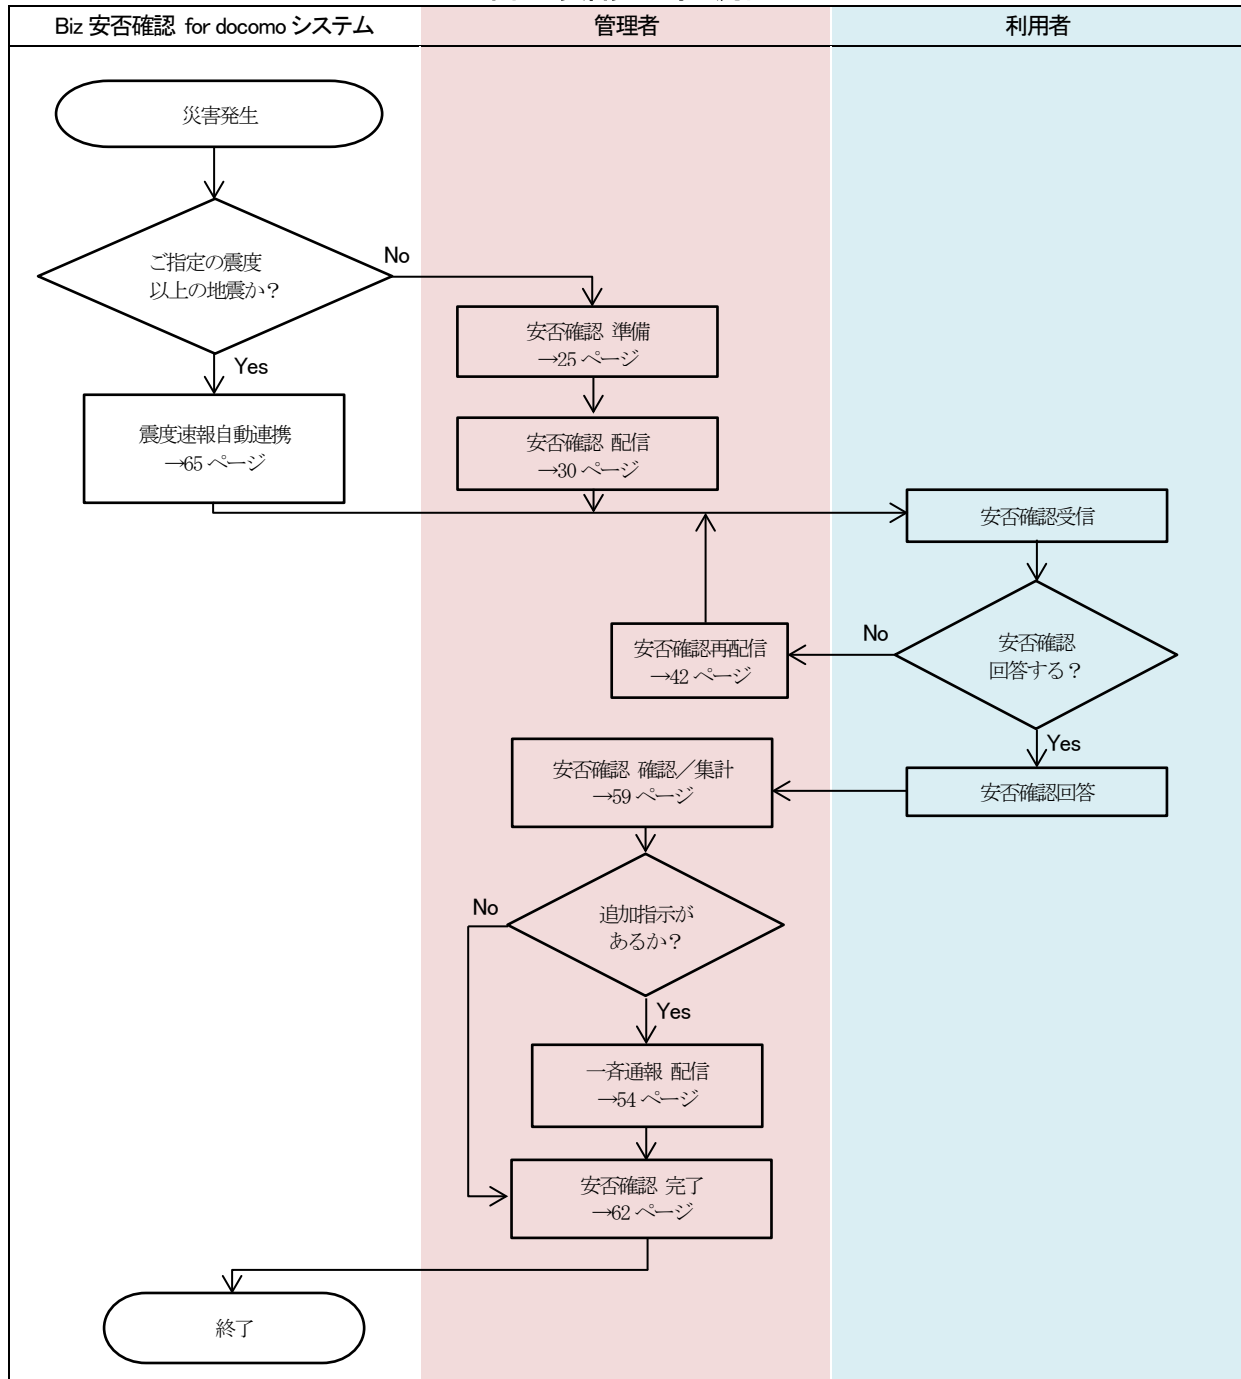 Biz 安否確認 for docomo システム
管理者
利用者
災害発生
ご指定の震度
以上の地震か？
No
Yes
震度速報自動連携
→65 ページ
安否確認 準備
→25 ページ
安否確認 配信
→30 ページ
安否確認受信
安否確認
回答する？
No
Yes
安否確認再配信
→42 ページ
安否確認回答
安否確認 確認／集計
→59 ページ
追加指示が
あるか？
No
Yes
一斉通報 配信
→54 ページ
安否確認 完了
→62 ページ
終了